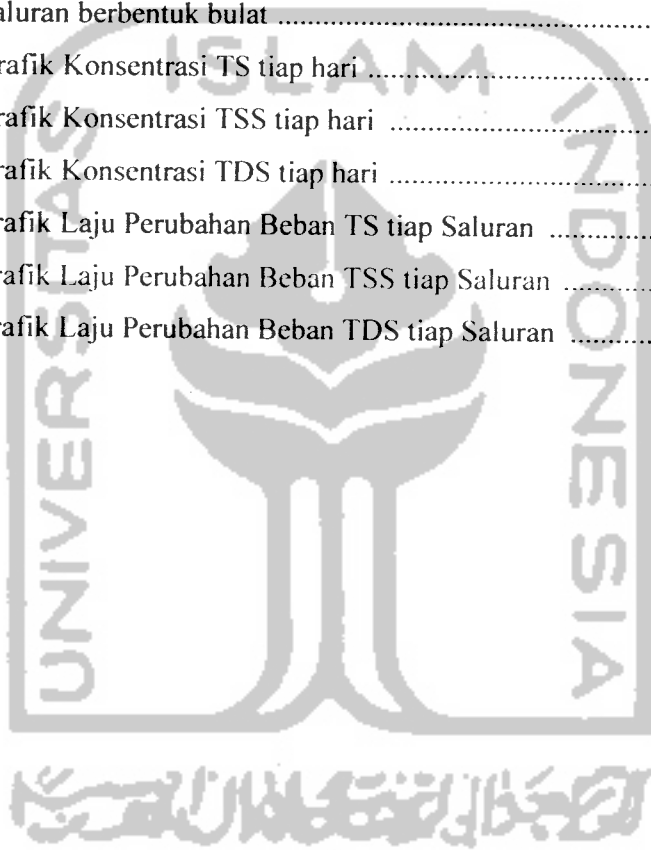 aluran berbentuk bulat ....................................................
rafik Konsentrasi TS tiap hari .......................................
rafik Konsentrasi TSS tiap hari ....................................
rafik Konsentrasi TDS tiap hari ....................................
rafik Laju Perubahan Beban TS tiap Saluran ..............
rafik Laju Perubahan Beban TSS tiap Saluran ............
rafik Laju Perubahan Beban TDS tiap Saluran ...........
UNIVERSITAS
ISLAM
INDONESIA